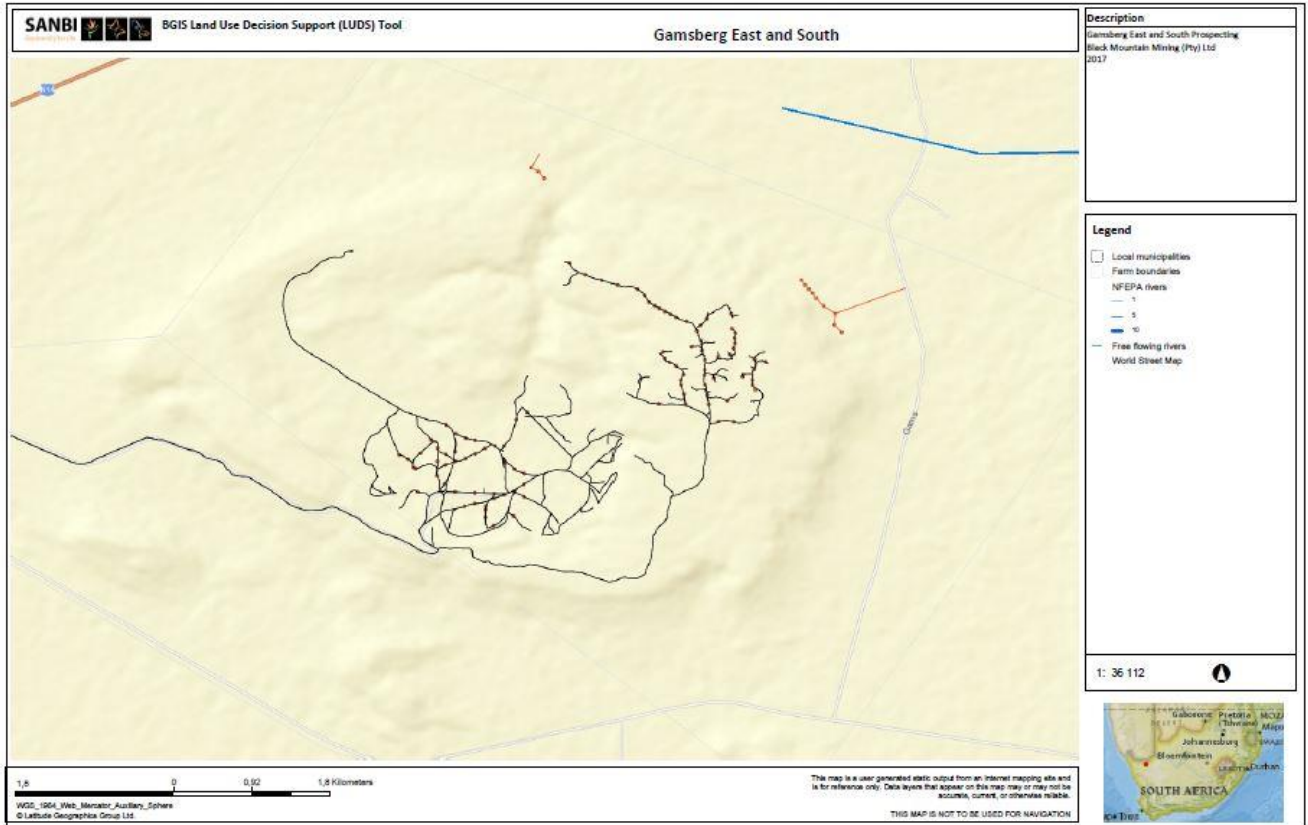 SANBI
BGIS Land Use Decision Support (LUDS) Tool
Gamsberg East and South
Description
Gamsberg East and South Prospecting
Black Mountain Mining (Pty) Ltd
2017
Gams
Legend
Local municipalities
Farm boundaries
NFEPA rivers
1
5
10
Free flowing rivers
World Street Map
1: 36 112
Gaborone
Pretoria
(Tshwane)
MOZA
Johannesburg
Bloemfontein
Durban
SOUTH AFRICA
1,8
0
0,92
1,8 Kilometers
WGS_1984_Web_Mercator_Auxiliary_Sphere
© Latitude Geographics Group Ltd.
This map is a user generated static output from an Internet mapping site and
is for reference only. Data layers that appear on this map may or may not be
accurate, current, or otherwise reliable.
THIS MAP IS NOT TO BE USED FOR NAVIGATION